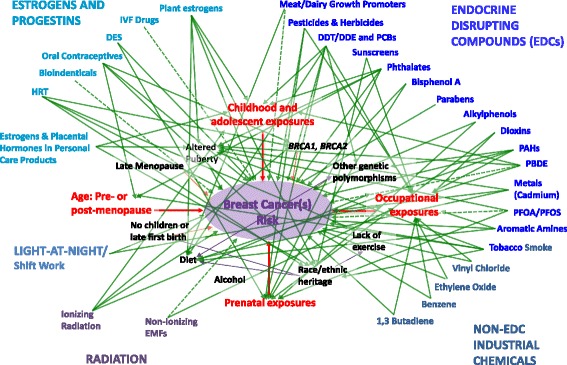 ESTROGENS AND
PROGESTINS
IVF Drugs
Plant estrogens
DES
Oral Contraceptives
Bioindenticals
HRT
Estrogens & Placental
Hormones in Personal
Care Products
Meat/Dairy Growth Promoters
Pesticides & Herbicides
DDT/DDE and PCBs
Sunscreens
Phthalates
Bisphenol A
Parabens
Alkylphenols
Dioxins
PAHs
PBDE
Metals
(Cadmium)
PFOA/PFOS
Aromatic Amines
Tobacco Smoke
ENDOCRINE
DISRUPTING
COMPOUNDS (EDCs)
Childhood and
adolescent exposures
Altered
Puberty
BRCA1, BRCA2
Late Menopause
Other genetic
polymorphisms
Age: Pre- or
post-menopause
Breast Cancer(s)
Risk
Occupational
exposures
No children or
late first birth
Lack of
exercise
LIGHT-AT-NIGHT/
Shift Work
Diet
Alcohol
Race/ethnic
heritage
Prenatal exposures
Vinyl Chloride
Ethylene Oxide
Benzene
1,3 Butadiene
Ionizing
Radiation
Non-ionizing
EMFs
RADIATION
NON-EDC
INDUSTRIAL
CHEMICALS